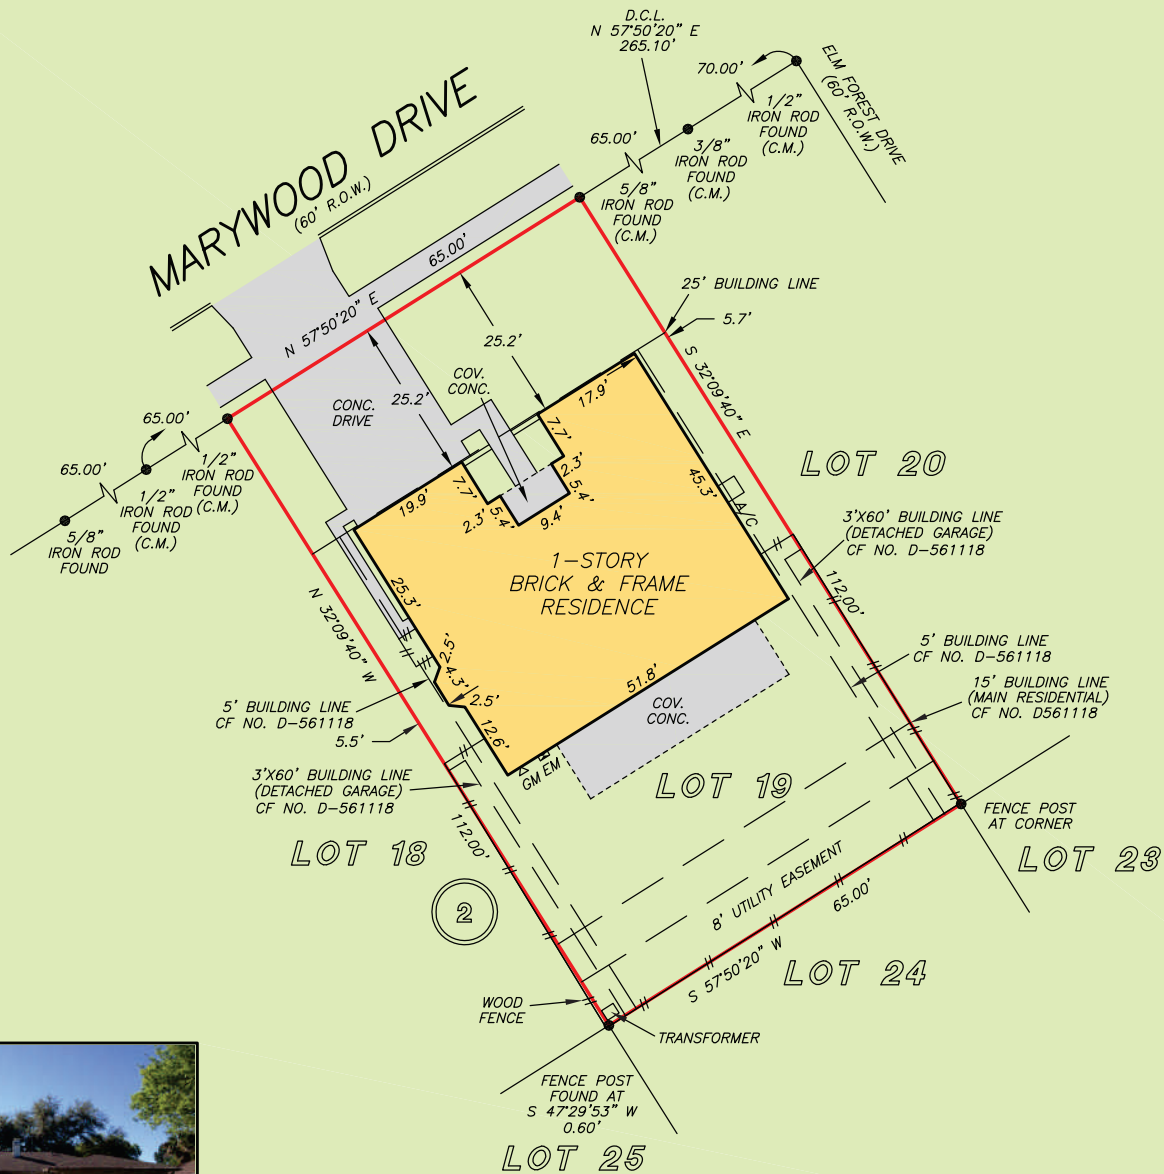 D.C.L.
N 57°50'20" E
265.10'
70.00'
ELM FOREST DRIVE
(60' R.O.W.)
1/2"
IRON ROD
FOUND
(C.M.)
65.00'
3/8"
IRON ROD
FOUND
(C.M.)
5/8"
IRON ROD
FOUND
(C.M.)
MARYWOOD DRIVE
(60' R.O.W.)
65.00'
N 57°50'20" E
25' BUILDING LINE
5.7'
25.2'
S 32°09'40" E
COV.
CONC.
25.2'
17.9'
CONC.
DRIVE
65.00'
1/2"
IRON ROD
FOUND
(C.M.)
65.00'
1/2"
IRON ROD
FOUND
(C.M.)
5/8"
IRON ROD
FOUND
7.7'
2.3'
5.4'
9.4'
5.4'
2.3'
7.7'
19.9'
45.3'
A/C
LOT 20
3'X60' BUILDING LINE
(DETACHED GARAGE)
CF NO. D-561118
1-STORY
BRICK & FRAME
RESIDENCE
25.3'
N 32°09'40" W
112.00'
5' BUILDING LINE
CF NO. D-561118
2.5'
4.3'
2.5'
51.8'
15' BUILDING LINE
(MAIN RESIDENTIAL)
CF NO. D561118
5' BUILDING LINE
CF NO. D-561118
5.5'
12.6'
COV.
CONC.
GM EM
3'X60' BUILDING LINE
(DETACHED GARAGE)
CF NO. D-561118
LOT 19
FENCE POST
AT CORNER
112.00'
LOT 18
LOT 23
2
8' UTILITY EASEMENT
65.00'
S 57°50'20" W
LOT 24
WOOD
FENCE
TRANSFORMER
FENCE POST
FOUND AT
S 47°29'53" W
0.60'
LOT 25